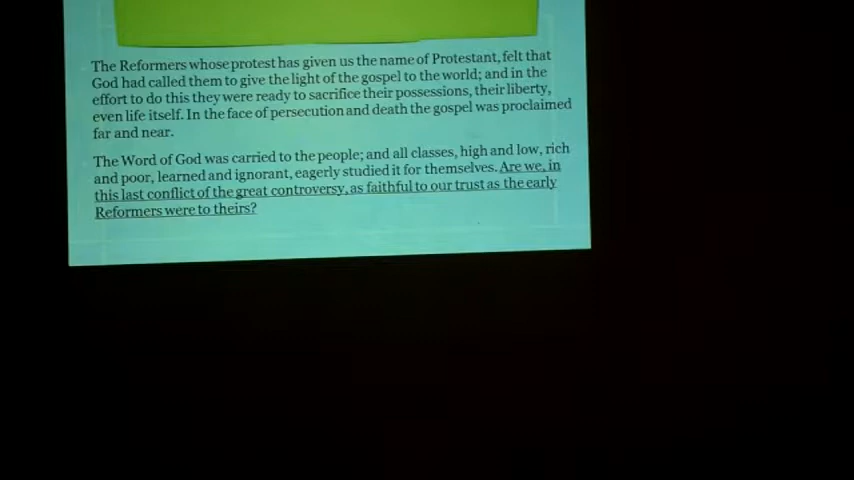 The Reformers whose protest has given us the name of Protestant, felt that
God had called them to give the light of the gospel to the world; and in the
effort to do this they were ready to sacrifice their possessions, their liberty,
even life itself. In the face of persecution and death the gospel was proclaimed
far and near.
The Word of God was carried to the people; and all classes, high and low, rich
and poor, learned and ignorant, eagerly studied it for themselves. Are we, in
this last conflict of the great controversy, as faithful to our trust as the early
Reformers were to theirs?